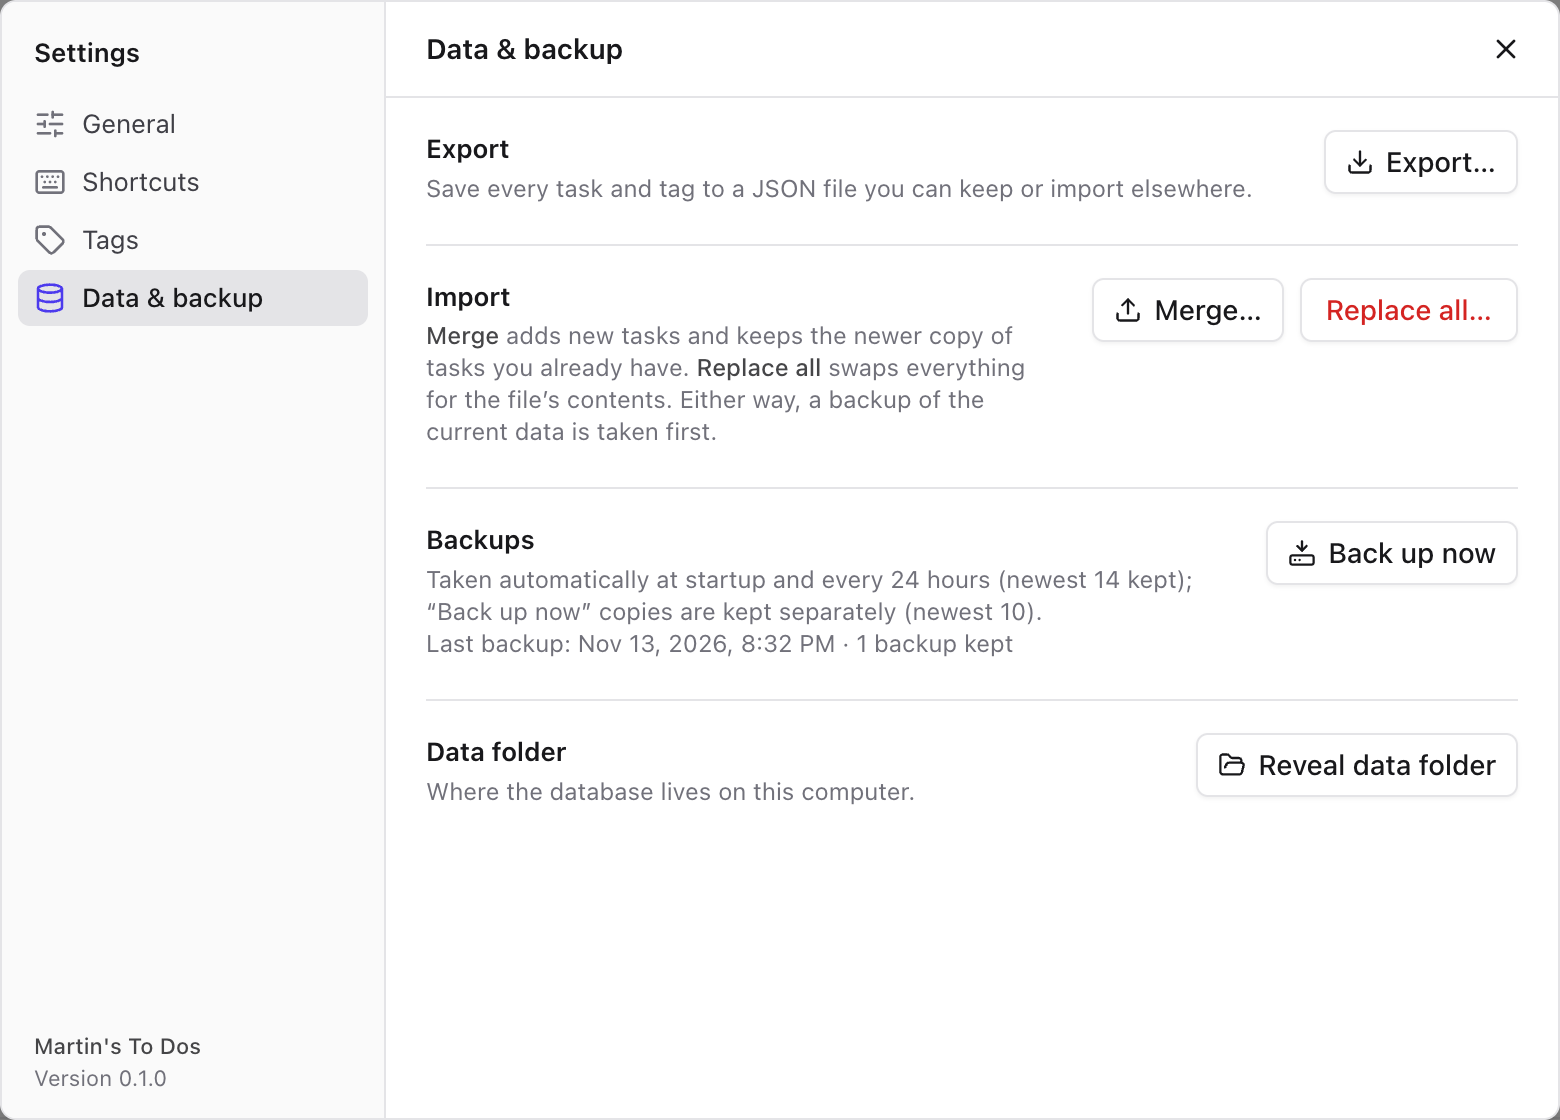 Settings
General
Shortcuts
Tags
Data & backup
Martin's To Dos
Version 0.1.0
Data & backup
Export
Save every task and tag to a JSON file you can keep or import elsewhere.
Export...
Import
Merge adds new tasks and keeps the newer copy of
tasks you already have. Replace all swaps everything
for the file’s contents. Either way, a backup of the
current data is taken first.
Merge...
Replace all...
Backups
Taken automatically at startup and every 24 hours (newest 14 kept);
“Back up now” copies are kept separately (newest 10).
Last backup: Nov 13, 2026, 8:32 PM · 1 backup kept
Back up now
Data folder
Where the database lives on this computer.
Reveal data folder